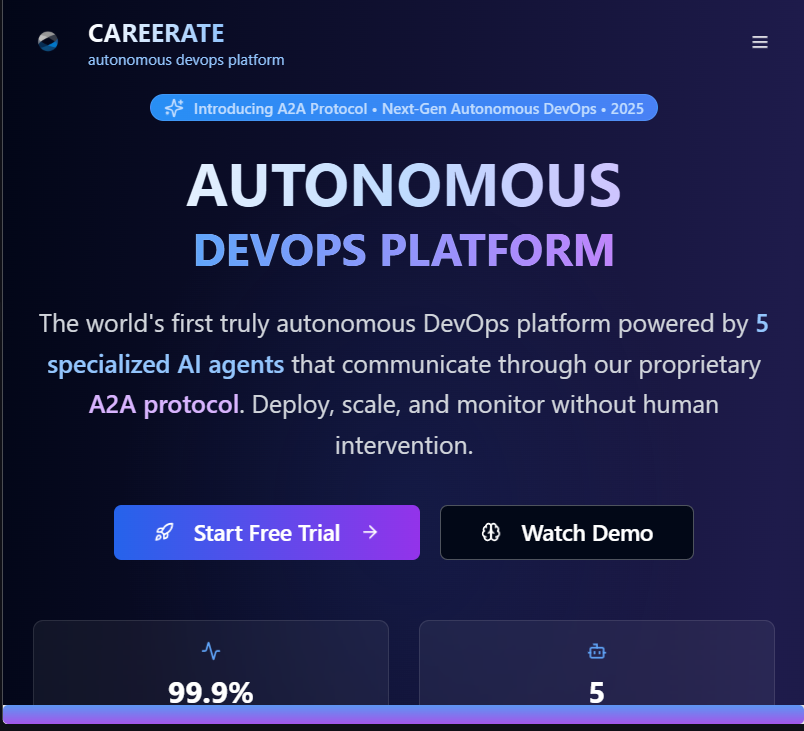 CAREERATE
autonomous devops platform
Introducing A2A Protocol • Next-Gen Autonomous DevOps • 2025
AUTONOMOUS
DEVOPS PLATFORM
The world's first truly autonomous DevOps platform powered by 5
specialized AI agents that communicate through our proprietary
A2A protocol. Deploy, scale, and monitor without human
intervention.
Start Free Trial
Watch Demo
99.9%
5